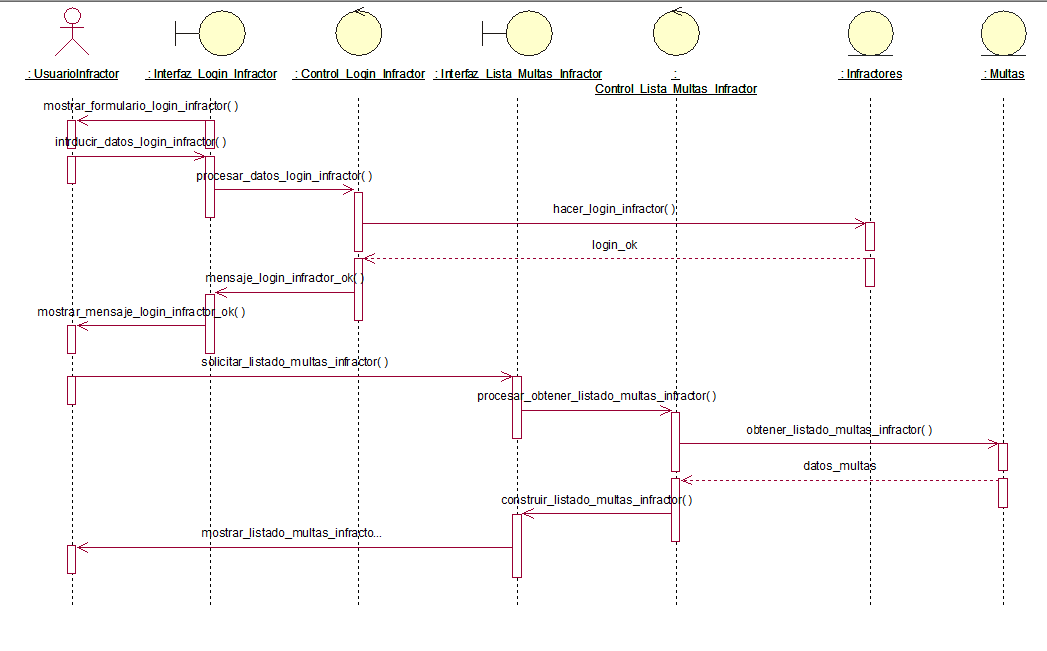 : UsuarioInfractor
: Interfaz_Login_Infractor
: Control_Login_Infractor
: Interfaz_Lista_Multas_Infractor
:
Control_Lista_Multas_Infractor
: Infractores
: Multas
mostrar_formulario_login_infractor( )
intrducir_datos_login_infractor( )
procesar_datos_login_infractor( )
hacer_login_infractor( )
login_ok
mensaje_login_infractor_ok( )
mostrar_mensaje_login_infractor_ok( )
solicitar_listado_multas_infractor( )
procesar_obtener_listado_multas_infractor( )
obtener_listado_multas_infractor( )
datos_multas
construir_listado_multas_infractor( )
mostrar_listado_multas_infracto...